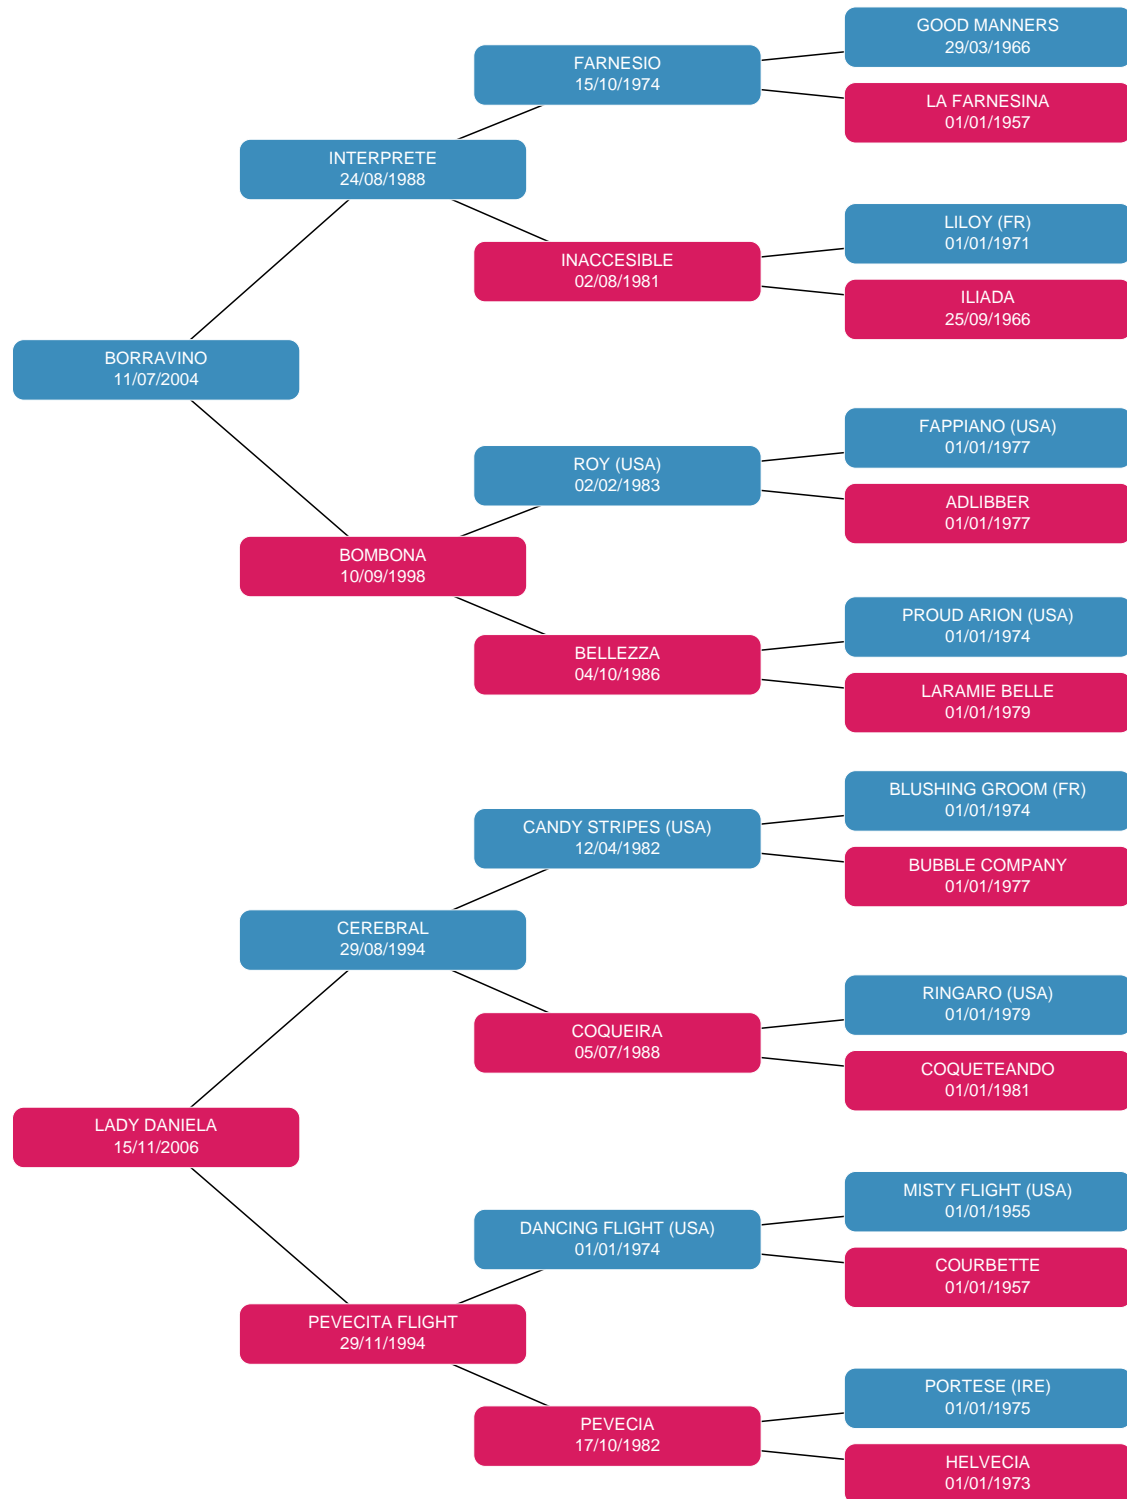 GOOD MANNERS
29/03/1966
FARNESIO
15/10/1974
LA FARNESINA
01/01/1957
INTERPRETE
24/08/1988
LILOY (FR)
01/01/1971
INACCESIBLE
02/08/1981
ILIADA
25/09/1966
BORRAVINO
11/07/2004
FAPPIANO (USA)
01/01/1977
ROY (USA)
02/02/1983
ADLIBBER
01/01/1977
BOMBONA
10/09/1998
PROUD ARION (USA)
01/01/1974
BELLEZZA
04/10/1986
LARAMIE BELLE
01/01/1979
BLUSHING GROOM (FR)
01/01/1974
CANDY STRIPES (USA)
12/04/1982
BUBBLE COMPANY
01/01/1977
CEREBRAL
29/08/1994
RINGARO (USA)
01/01/1979
COQUEIRA
05/07/1988
COQUETEANDO
01/01/1981
LADY DANIELA
15/11/2006
MISTY FLIGHT (USA)
01/01/1955
DANCING FLIGHT (USA)
01/01/1974
COURBETTE
01/01/1957
PEVECITA FLIGHT
29/11/1994
PORTESE (IRE)
01/01/1975
PEVECIA
17/10/1982
HELVECIA
01/01/1973